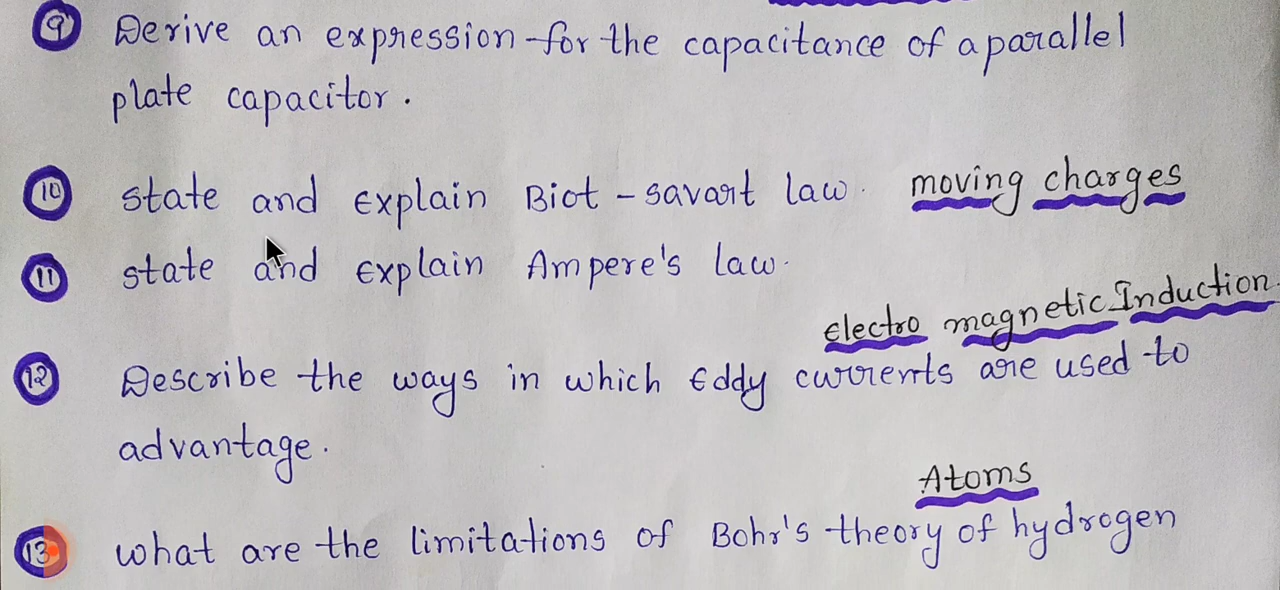 9 Derive an expression for the capacitance of a parallel
plate capacitor.
10 state and explain Biot - savart law. moving charges
11 state and explain Ampere's law.
electro magnetic Induction.
12 Describe the ways in which Eddy currents are used to
advantage.
Atoms
13 what are the limitations of Bohr's theory of hydrogen